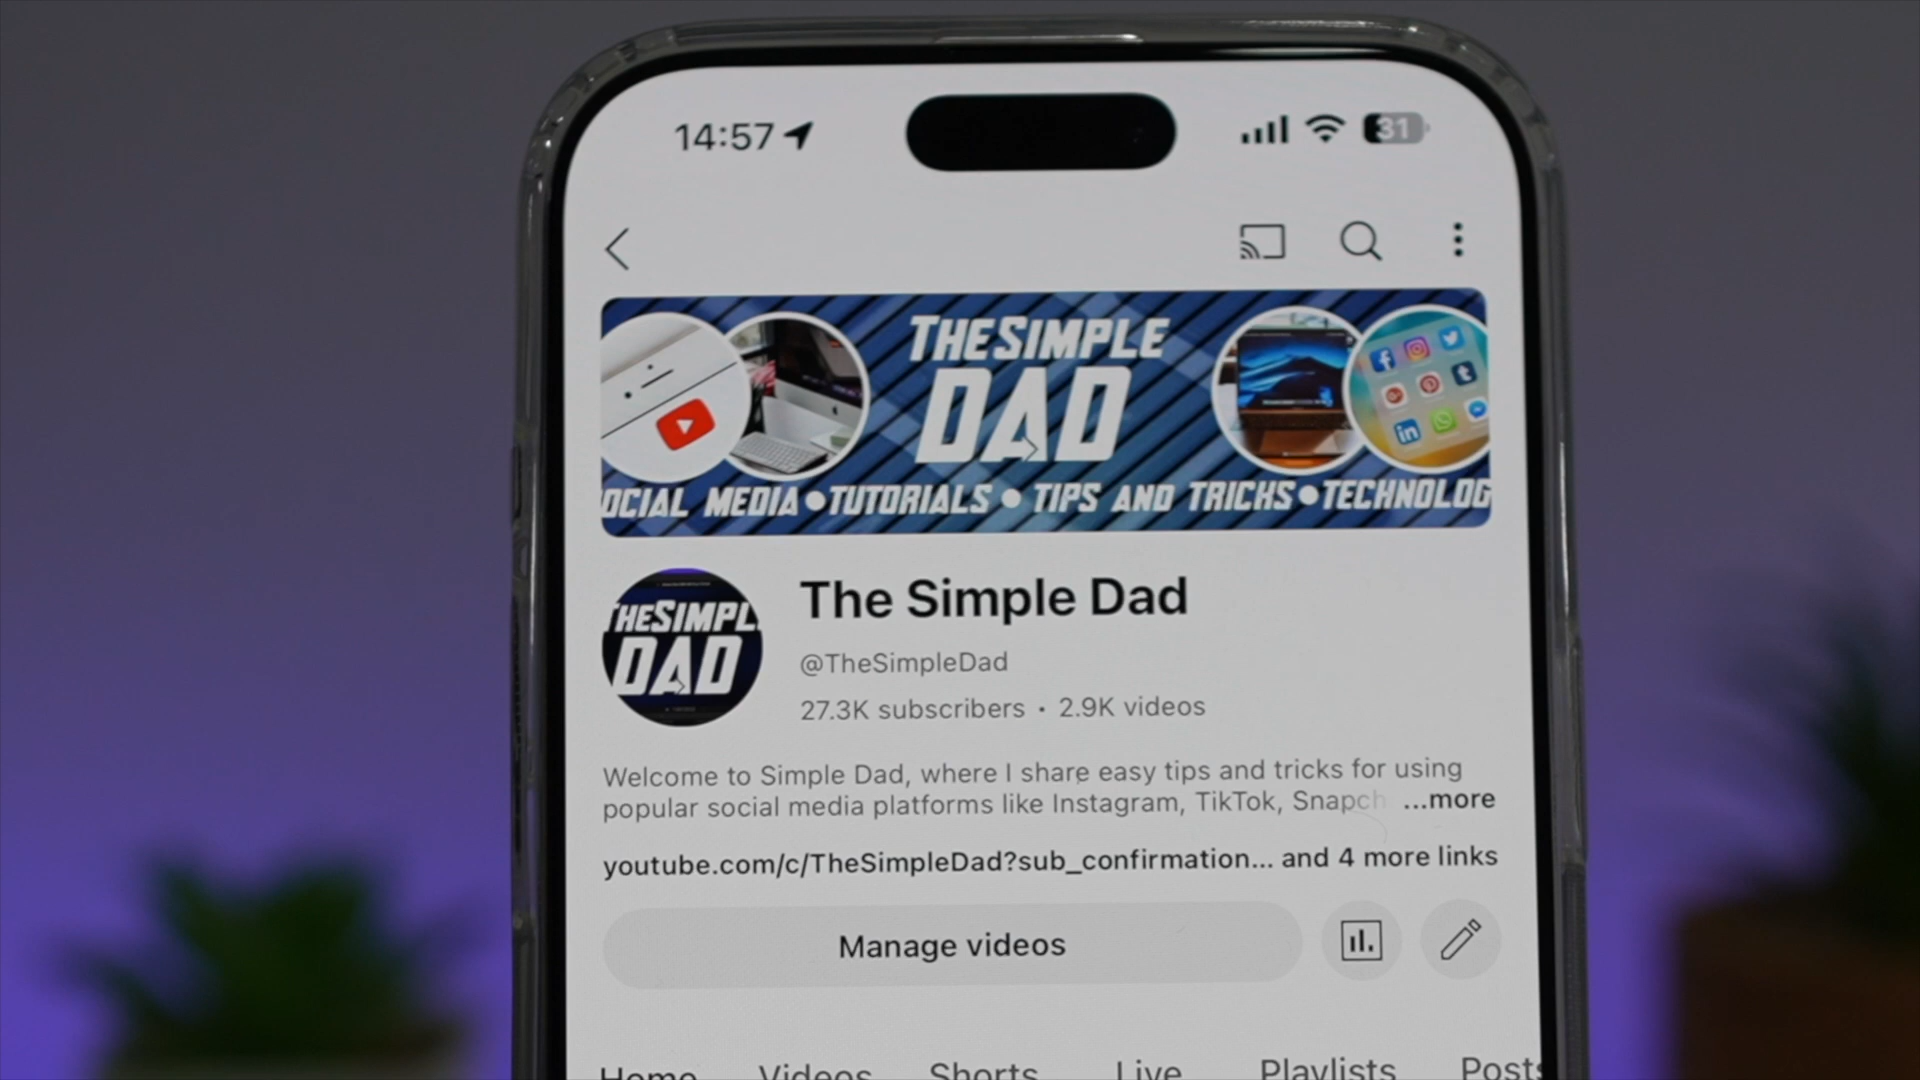 14:57
31
THESIMPLE
DAD
OCIAL MEDIA●TUTORIALS ● TIPS AND TRICKS●TECHNOLOG
THESIMPL
DAD
The Simple Dad
@TheSimpleDad
27.3K subscribers · 2.9K videos
Welcome to Simple Dad, where I share easy tips and tricks for using
popular social media platforms like Instagram, TikTok, Snapch ...more
youtube.com/c/TheSimpleDad?sub_confirmation... and 4 more links
Manage videos
Home Videos Shorts Live Playlists Posts